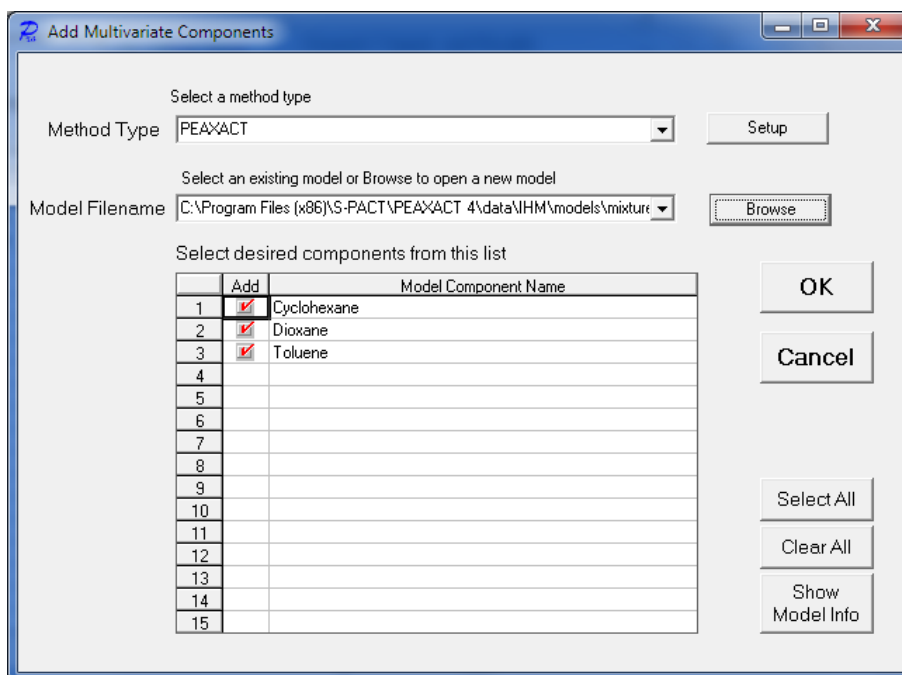 Add Multivariate Components
Select a method type
Method Type PEAXACT Setup
Select an existing model or Browse to open a new model
Model Filename C:\Program Files (x86)\S-PACT\PEAXACT 4\data\IHM\models\mixture Browse
Select desired components from this list
Add Model Component Name
1 Cyclohexane
2 Dioxane
3 Toluene
4
5
6
7
8
9
10
11
12
13
14
15
OK
Cancel
Select All
Clear All
Show
Model Info